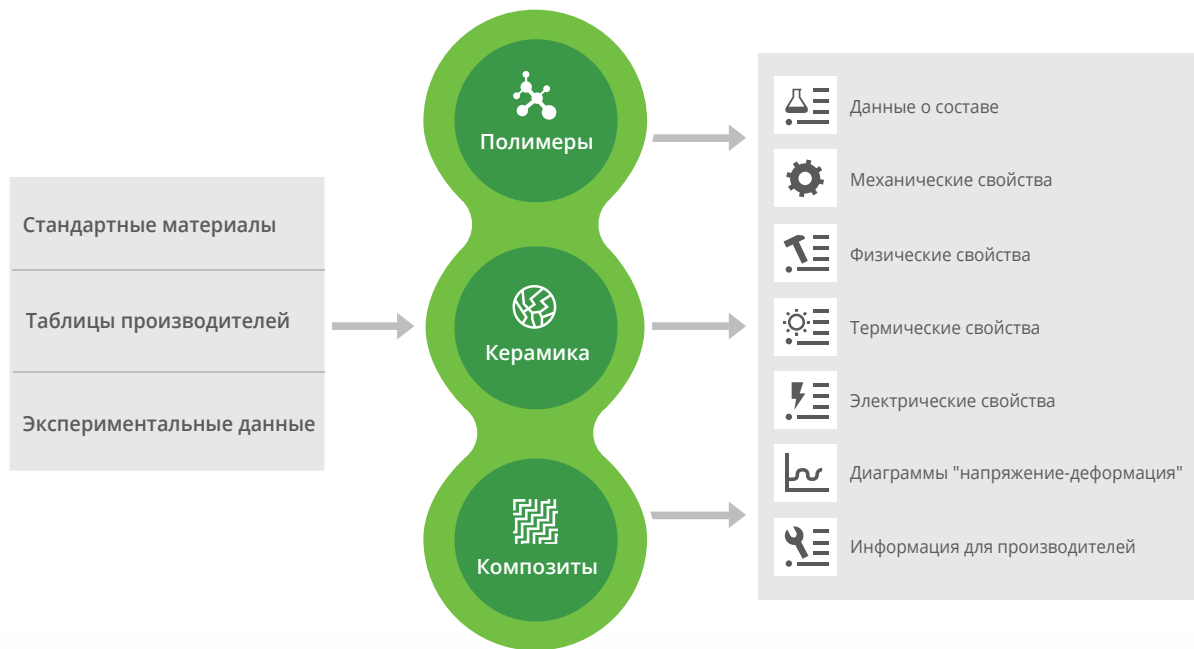 Стандартные материалы
Таблицы производителей
Экспериментальные данные
Полимеры
Керамика
Композиты
Данные о составе
Механические свойства
Физические свойства
Термические свойства
Электрические свойства
Диаграммы "напряжение-деформация"
Информация для производителей